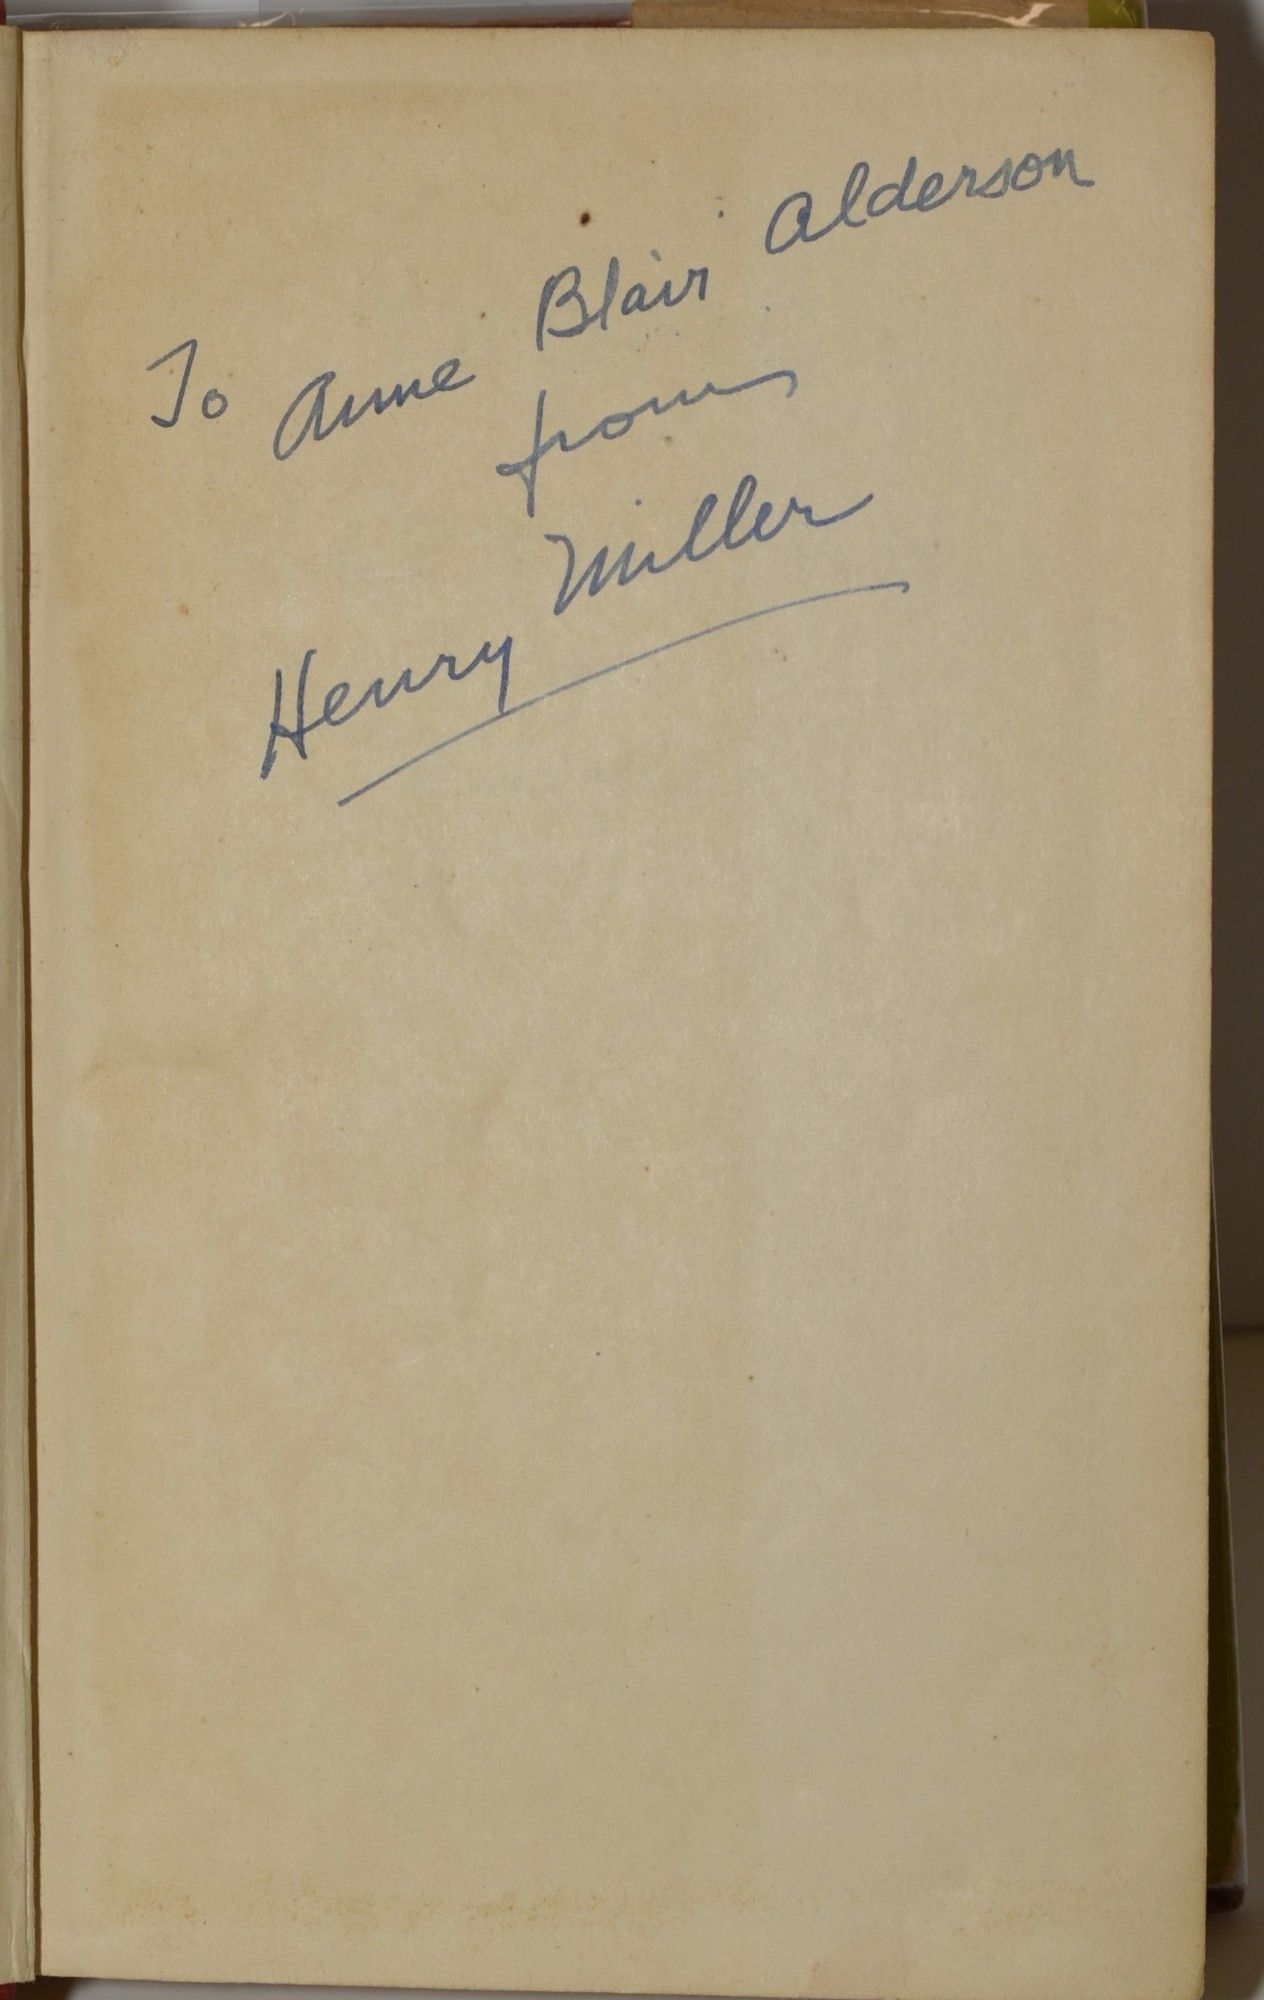 To Anne Blair Alderson
from
Henry Miller